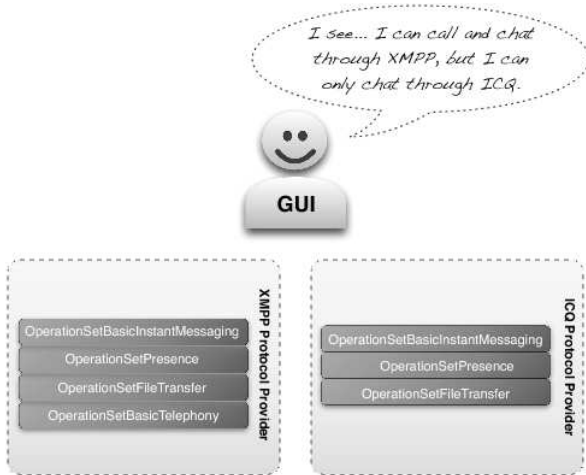 I see... I can call and chat
through XMPP, but I can
only chat through ICQ.
GUI
XMPP Protocol Provider
OperationSetBasicInstantMessaging
OperationSetPresence
OperationSetFileTransfer
OperationSetBasicTelephony
ICQ Protocol Provider
OperationSetBasicInstantMessaging
OperationSetPresence
OperationSetFileTransfer